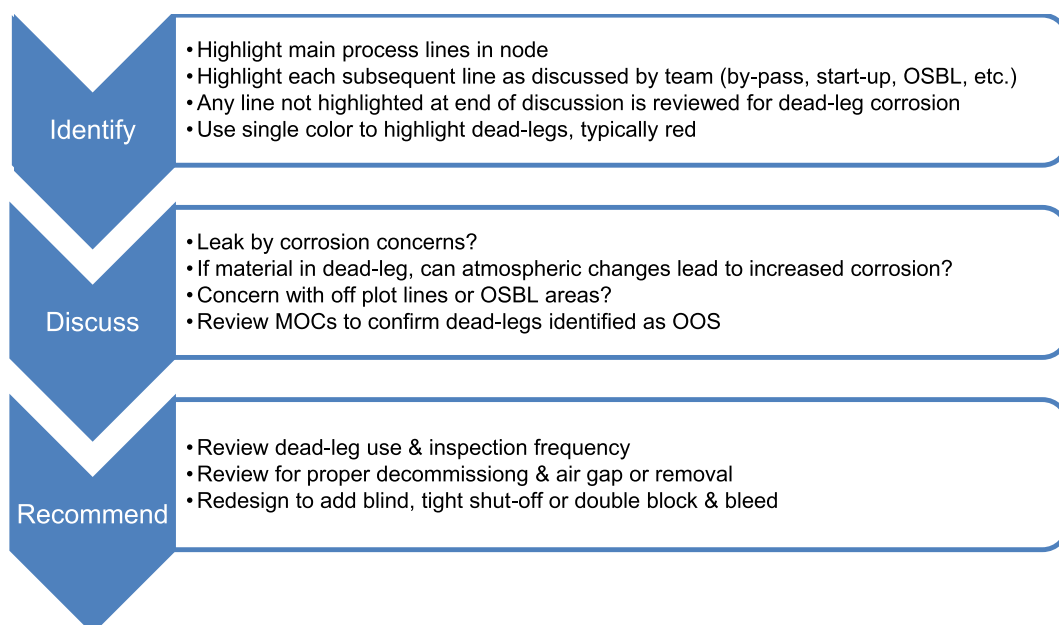 Identify
•Highlight main process lines in node
•Highlight each subsequent line as discussed by team (by-pass, start-up, OSBL, etc.)
•Any line not highlighted at end of discussion is reviewed for dead-leg corrosion
•Use single color to highlight dead-legs, typically red
Discuss
•Leak by corrosion concerns?
•If material in dead-leg, can atmospheric changes lead to increased corrosion?
•Concern with off plot lines or OSBL areas?
•Review MOCs to confirm dead-legs identified as OOS
Recommend
•Review dead-leg use & inspection frequency
•Review for proper decommissiong & air gap or removal
•Redesign to add blind, tight shut-off or double block & bleed